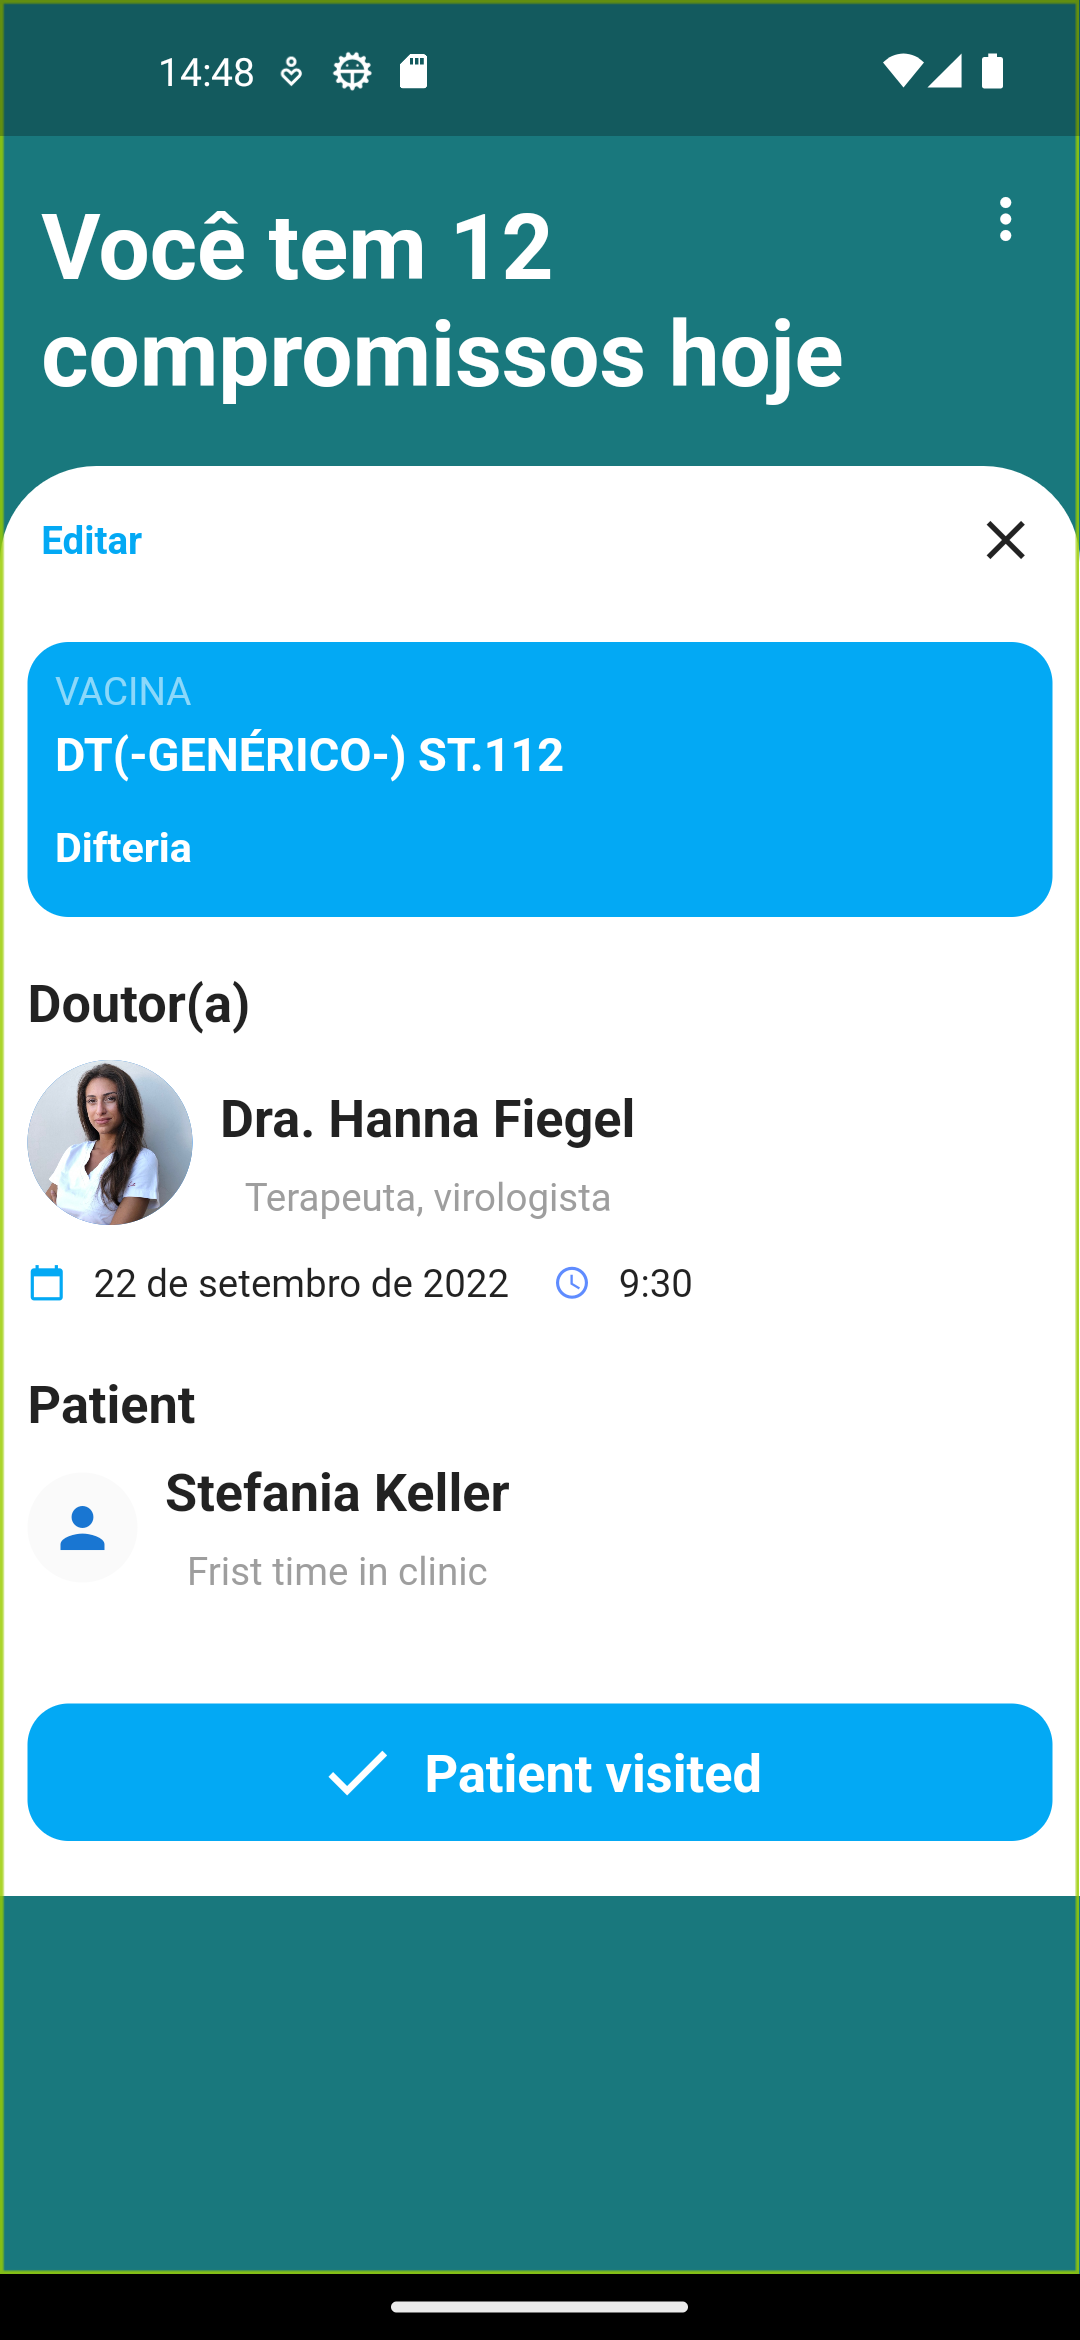 14:48
Você tem 12
compromissos hoje
Editar
VACINA
DT(-GENÉRICO-) ST.112
Difteria
Doutor(a)
Dra. Hanna Fiegel
Terapeuta, virologista
22 de setembro de 2022 9:30
Patient
Stefania Keller
Frist time in clinic
Patient visited